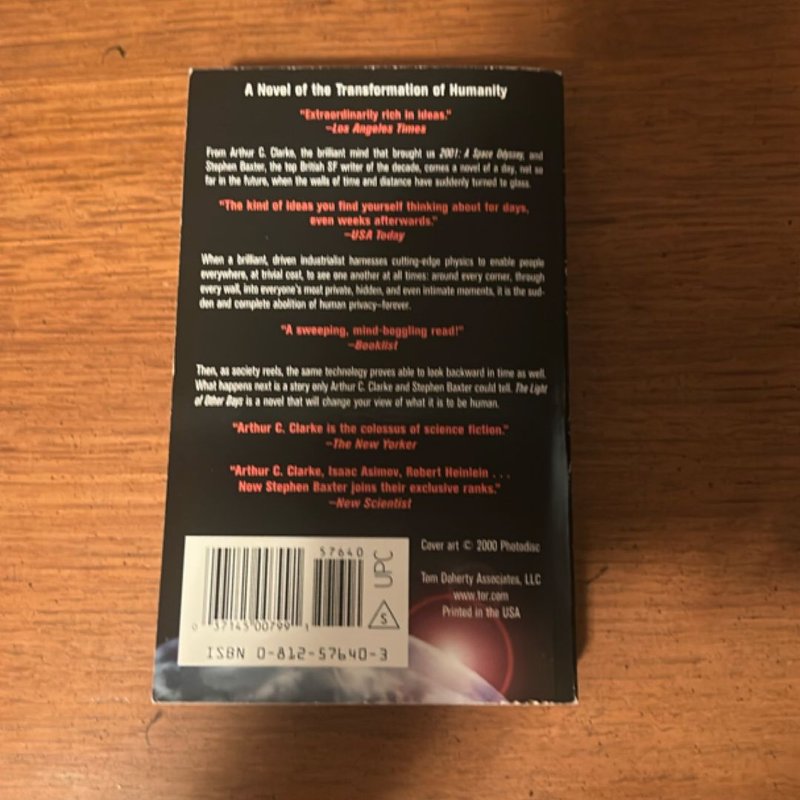 A Novel of the Transformation of Humanity
"Extraordinarily rich in ideas."
—Los Angeles Times
From Arthur C. Clarke, the brilliant mind that brought us 2001: A Space Odyssey, and
Stephen Baxter, the top British SF writer of the decade, comes a novel of a day, not so
far in the future, when the walls of time and distance have suddenly turned to glass.
"The kind of ideas you find yourself thinking about for days,
even weeks afterwards."
—USA Today
When a brilliant, driven industrialist harnesses cutting-edge physics to enable people
everywhere, at trivial cost, to see one another at all times: around every corner, through
every wall, into everyone's most private, hidden, and even intimate moments, it is the sud-
den and complete abolition of human privacy—forever.
"A sweeping, mind-boggling read!"
—Booklist
Then, as society reels, the same technology proves able to look backward in time as well.
What happens next is a story only Arthur C. Clarke and Stephen Baxter could tell. The Light
of Other Days is a novel that will change your view of what it is to be human.
"Arthur C. Clarke is the colossus of science fiction."
—The New Yorker
"Arthur C. Clarke, Isaac Asimov, Robert Heinlein . . .
Now Stephen Baxter joins their exclusive ranks."
—New Scientist
57640
UPC
S
0 37145 00799 1
ISBN 0-812-57640-3
Cover art © 2000 Photodisc
Tom Doherty Associates, LLC
www.tor.com
Printed in the USA